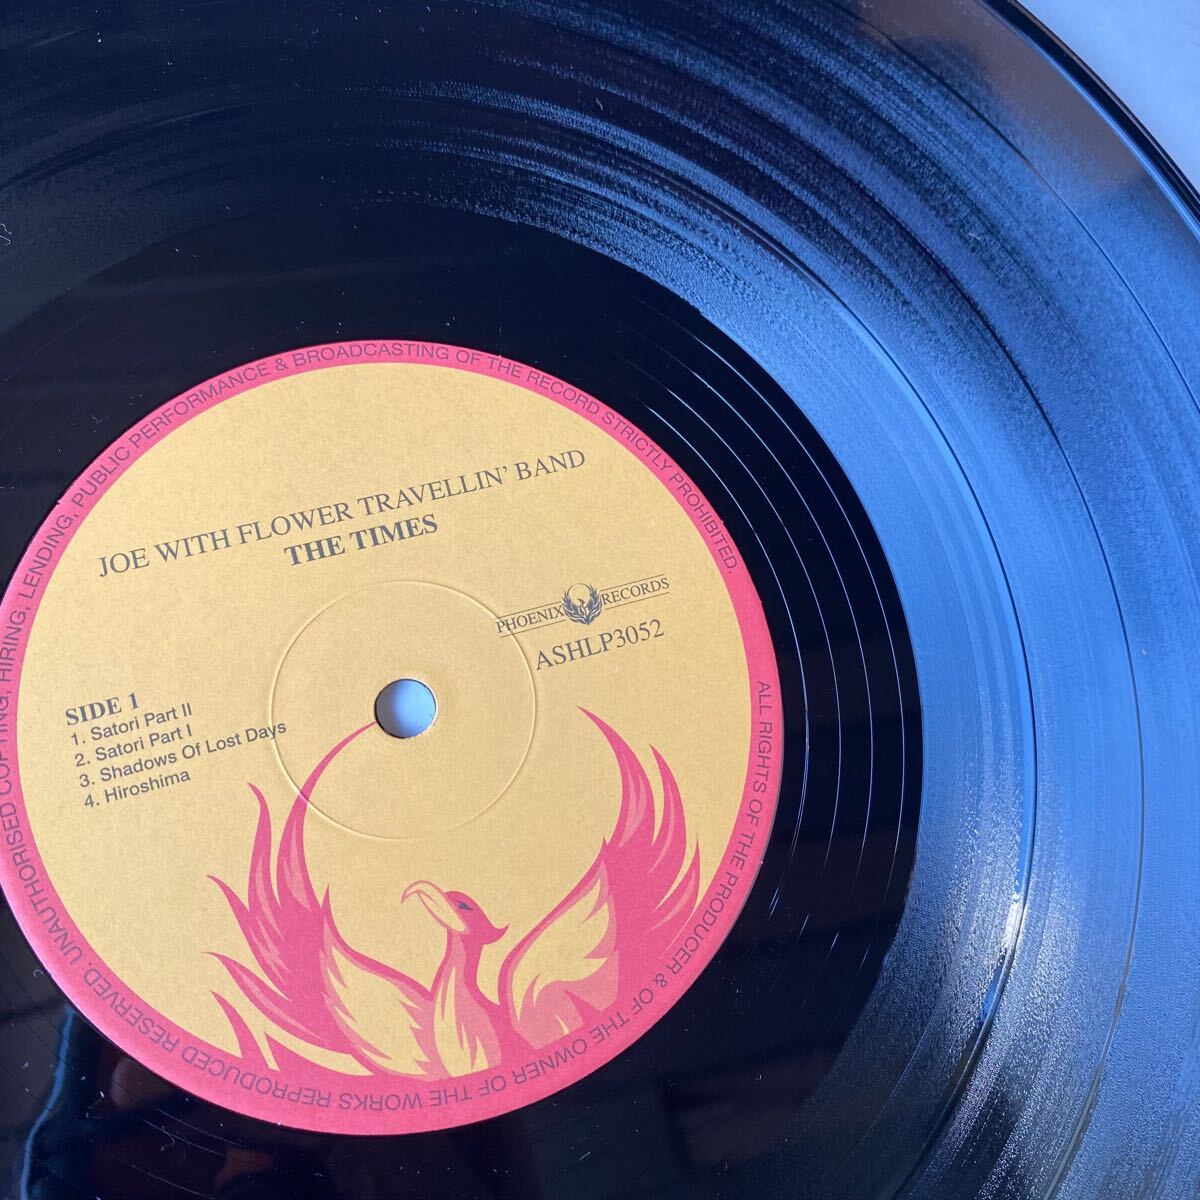 JOE WITH FLOWER TRAVELLIN' BAND
THE TIMES
PHOENIX RECORDS
ASHLP3052
SIDE 1
1. Satori Part II
2. Satori Part I
3. Shadows Of Lost Days
4. Hiroshima
ALL RIGHTS OF THE PRODUCER & OF THE OWNER OF THE WORKS REPRODUCED RESERVED. UNAUTHORISED COPYING, HIRING, LENDING, PUBLIC PERFORMANCE & BROADCASTING OF THE RECORD STRICTLY PROHIBITED.